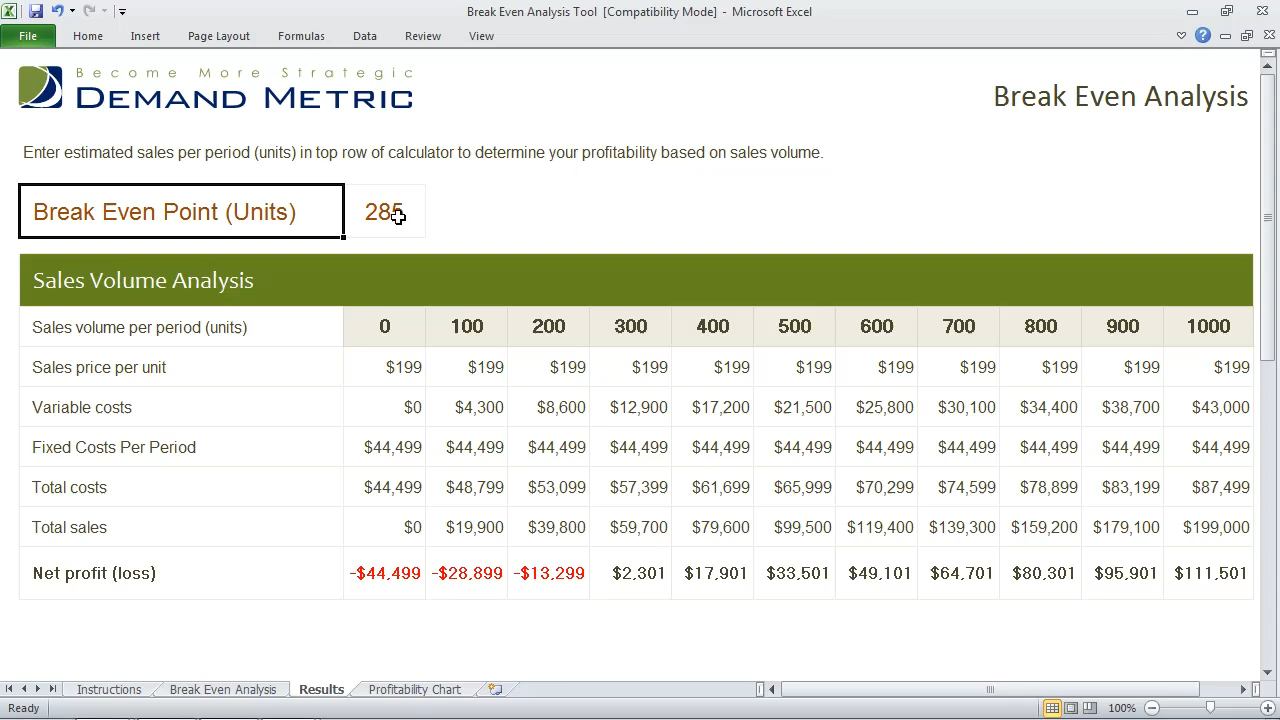 Break Even Analysis Tool [Compatibility Mode] - Microsoft Excel
File Home Insert Page Layout Formulas Data Review View
Become More Strategic
DEMAND METRIC
Break Even Analysis
Enter estimated sales per period (units) in top row of calculator to determine your profitability based on sales volume.
Break Even Point (Units) 285
Sales Volume Analysis
Sales volume per period (units) 0 100 200 300 400 500 600 700 800 900 1000
Sales price per unit $199 $199 $199 $199 $199 $199 $199 $199 $199 $199 $199
Variable costs $0 $4,300 $8,600 $12,900 $17,200 $21,500 $25,800 $30,100 $34,400 $38,700 $43,000
Fixed Costs Per Period $44,499 $44,499 $44,499 $44,499 $44,499 $44,499 $44,499 $44,499 $44,499 $44,499 $44,499
Total costs $44,499 $48,799 $53,099 $57,399 $61,699 $65,999 $70,299 $74,599 $78,899 $83,199 $87,499
Total sales $0 $19,900 $39,800 $59,700 $79,600 $99,500 $119,400 $139,300 $159,200 $179,100 $199,000
Net profit (loss) -$44,499 -$28,899 -$13,299 $2,301 $17,901 $33,501 $49,101 $64,701 $80,301 $95,901 $111,501
Instructions Break Even Analysis Results Profitability Chart
Ready 100%